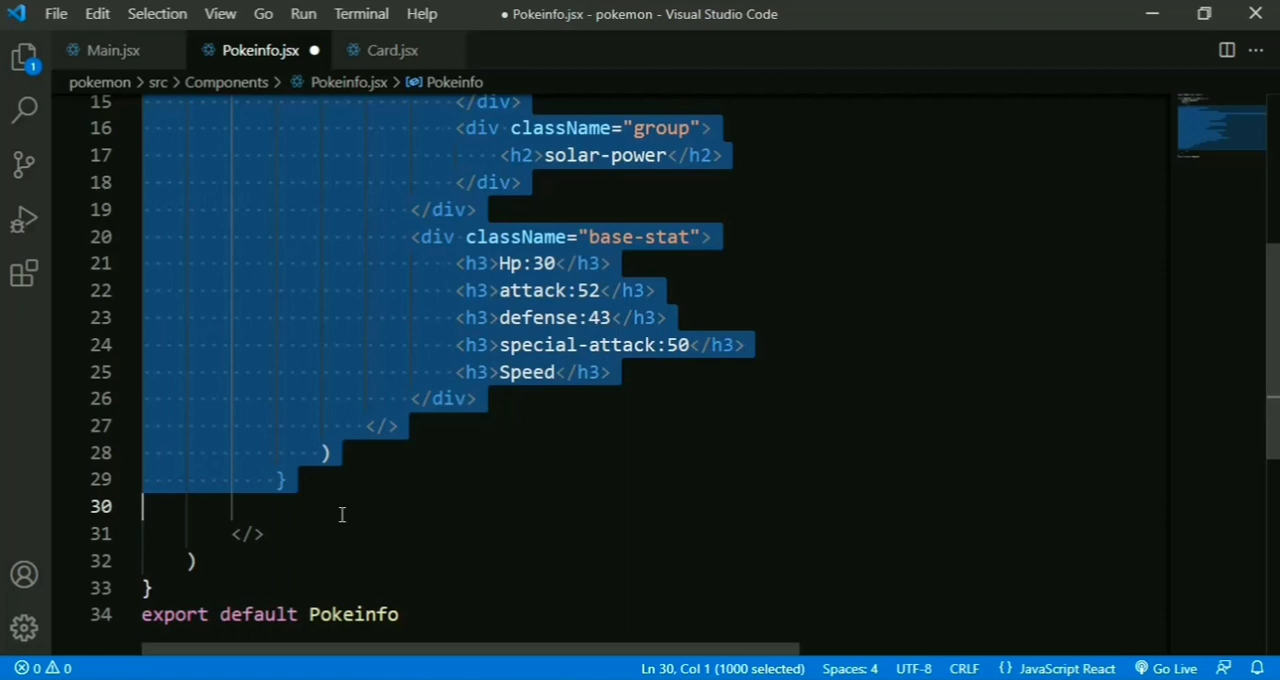 File Edit Selection View Go Run Terminal Help ● Pokeinfo.jsx - pokemon - Visual Studio Code
Main.jsx Pokeinfo.jsx ● Card.jsx
1
pokemon > src > Components > Pokeinfo.jsx > Pokeinfo
15 </div>
16 <div className="group">
17 <h2>solar-power</h2>
18 </div>
19 </div>
20 <div className="base-stat">
21 <h3>Hp:30</h3>
22 <h3>attack:52</h3>
23 <h3>defense:43</h3>
24 <h3>special-attack:50</h3>
25 <h3>Speed</h3>
26 </div>
27 </>
28 )
29 }
30
31 </>
32 )
33 }
34 export default Pokeinfo
0 0 Ln 30, Col 1 (1000 selected) Spaces: 4 UTF-8 CRLF {} JavaScript React Go Live